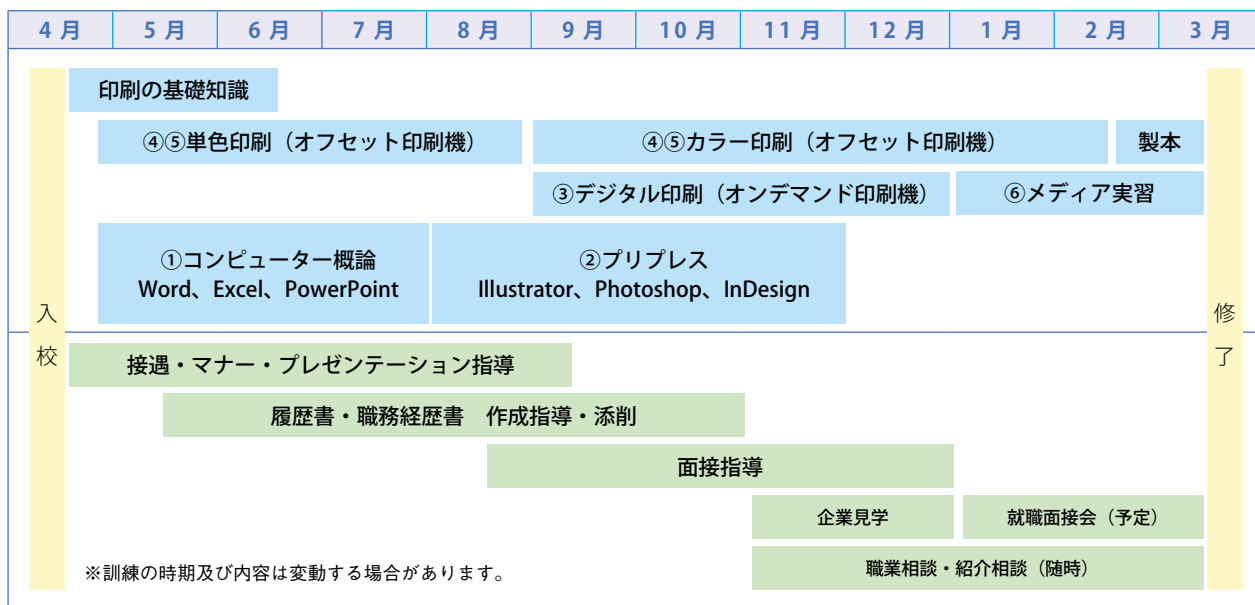 4 月 5 月 6 月 7 月 8 月 9 月 10 月 11 月 12 月 1 月 2 月 3 月
入校
印刷の基礎知識
④⑤単色印刷（オフセット印刷機）
④⑤カラー印刷（オフセット印刷機）
製本
③デジタル印刷（オンデマンド印刷機）
⑥メディア実習
①コンピューター概論
Word、Excel、PowerPoint
②プリプレス
Illustrator、Photoshop、InDesign
接遇・マナー・プレゼンテーション指導
履歴書・職務経歴書　作成指導・添削
面接指導
企業見学
就職面接会（予定）
職業相談・紹介相談（随時）
※訓練の時期及び内容は変動する場合があります。
修了